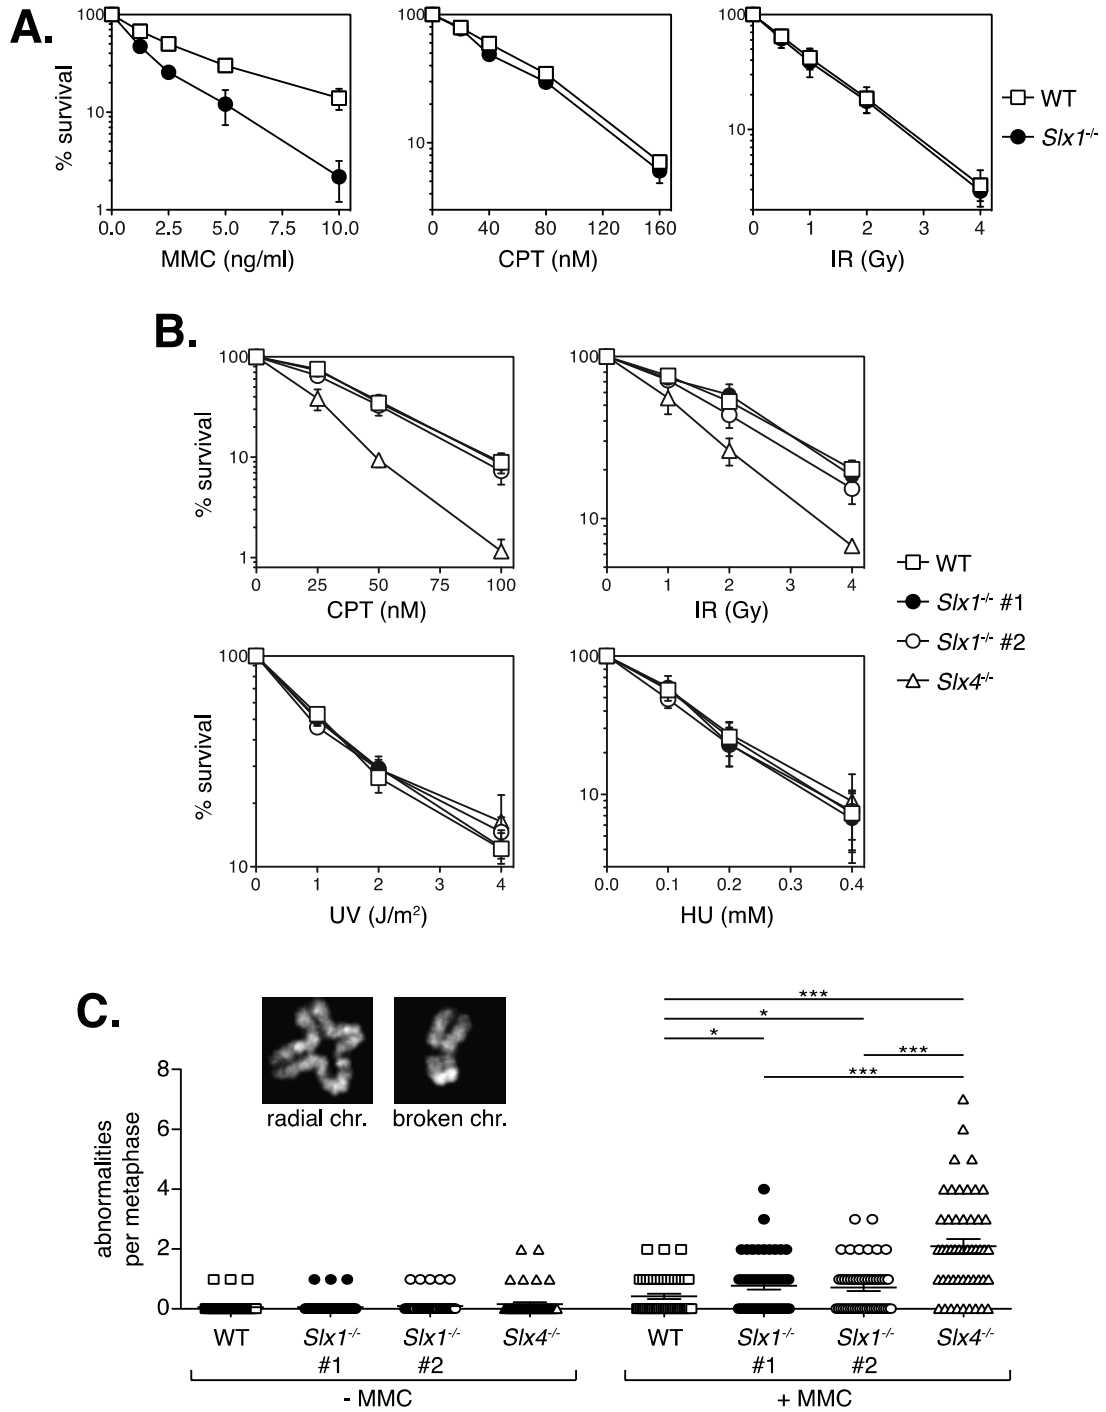 A.
% survival
100
10
1
0.0 2.5 5.0 7.5 10.0
MMC (ng/ml)
100
10
0 40 80 120 160
CPT (nM)
100
10
0 1 2 3 4
IR (Gy)
WT
Slx1-/-
B.
% survival
100
10
1
0 25 50 75 100
CPT (nM)
100
10
0 1 2 3 4
IR (Gy)
WT
Slx1-/- #1
Slx1-/- #2
Slx4-/-
% survival
100
10
0 1 2 3 4
UV (J/m²)
100
10
0.0 0.1 0.2 0.3 0.4
HU (mM)
C.
radial chr. broken chr.
***
*
*
***
***
abnormalities
per metaphase
8
6
4
2
0
WT Slx1-/- Slx1-/- Slx4-/- WT Slx1-/- Slx1-/- Slx4-/-
#1 #2 #1 #2
- MMC + MMC